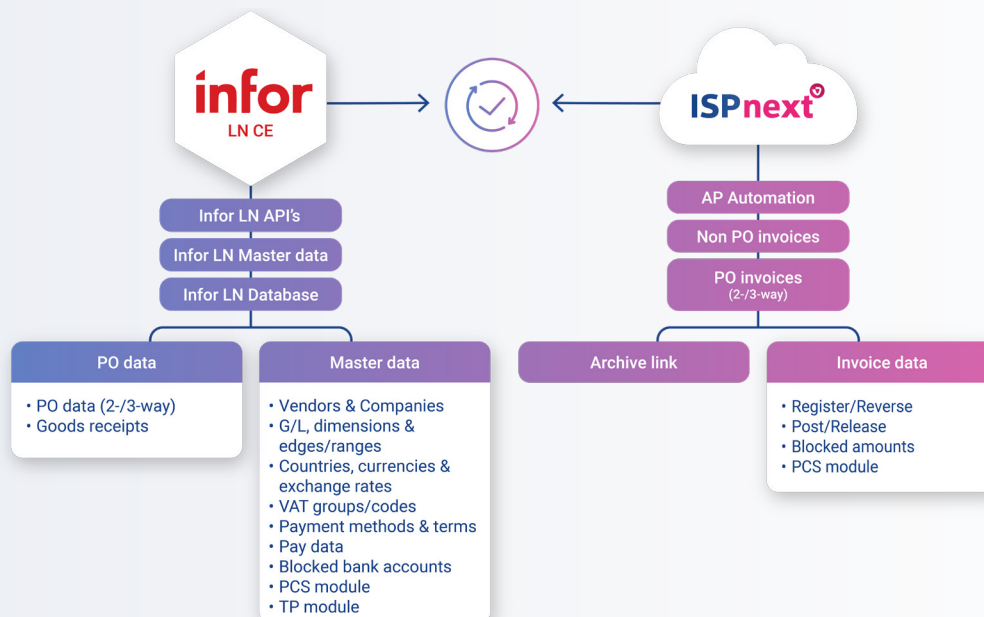 infor
LN CE
ISPnext
Infor LN API's
Infor LN Master data
Infor LN Database
AP Automation
Non PO invoices
PO invoices
(2-/3-way)
PO data
• PO data (2-/3-way)
• Goods receipts
Master data
• Vendors & Companies
• G/L, dimensions &
edges/ranges
• Countries, currencies &
exchange rates
• VAT groups/codes
• Payment methods & terms
• Pay data
• Blocked bank accounts
• PCS module
• TP module
Archive link
Invoice data
• Register/Reverse
• Post/Release
• Blocked amounts
• PCS module